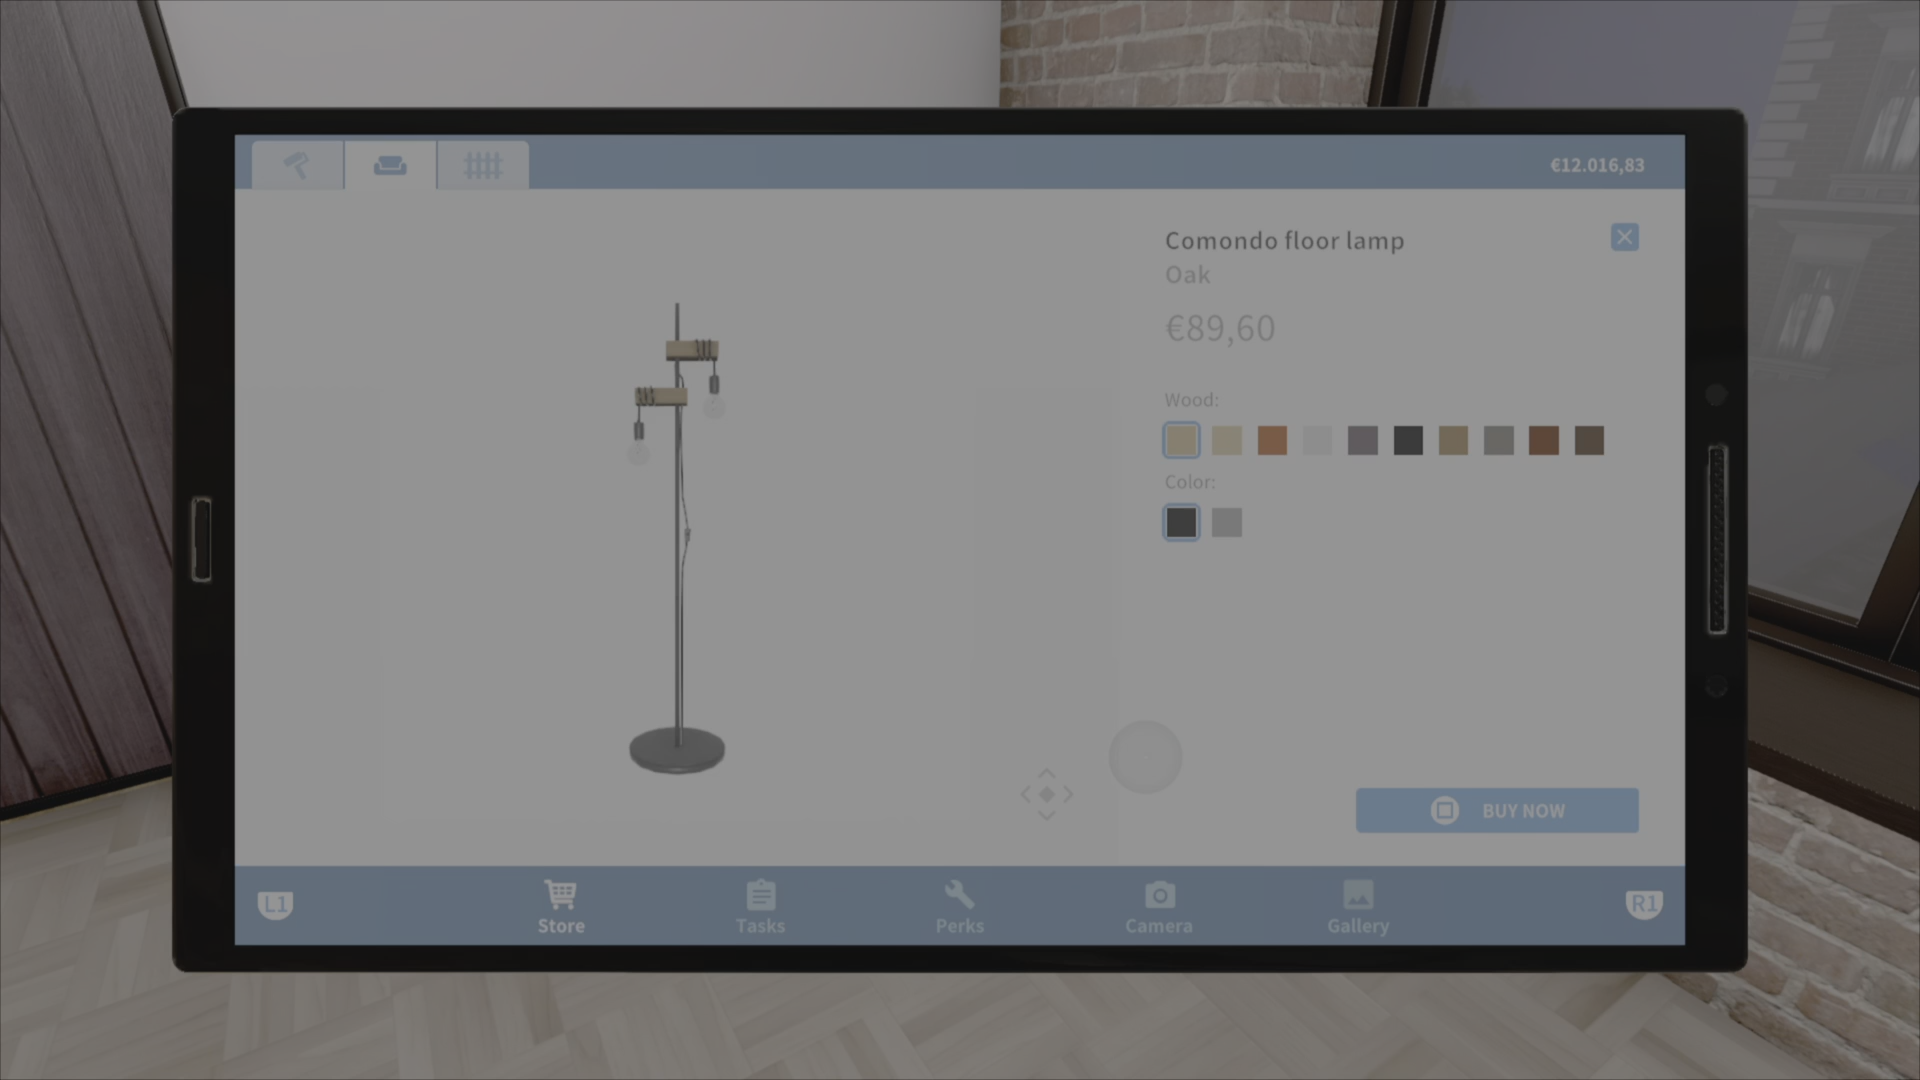 €12.016,83
Comondo floor lamp
Oak
€89,60
Wood:
Color:
BUY NOW
L1
Store
Tasks
Perks
Camera
Gallery
R1